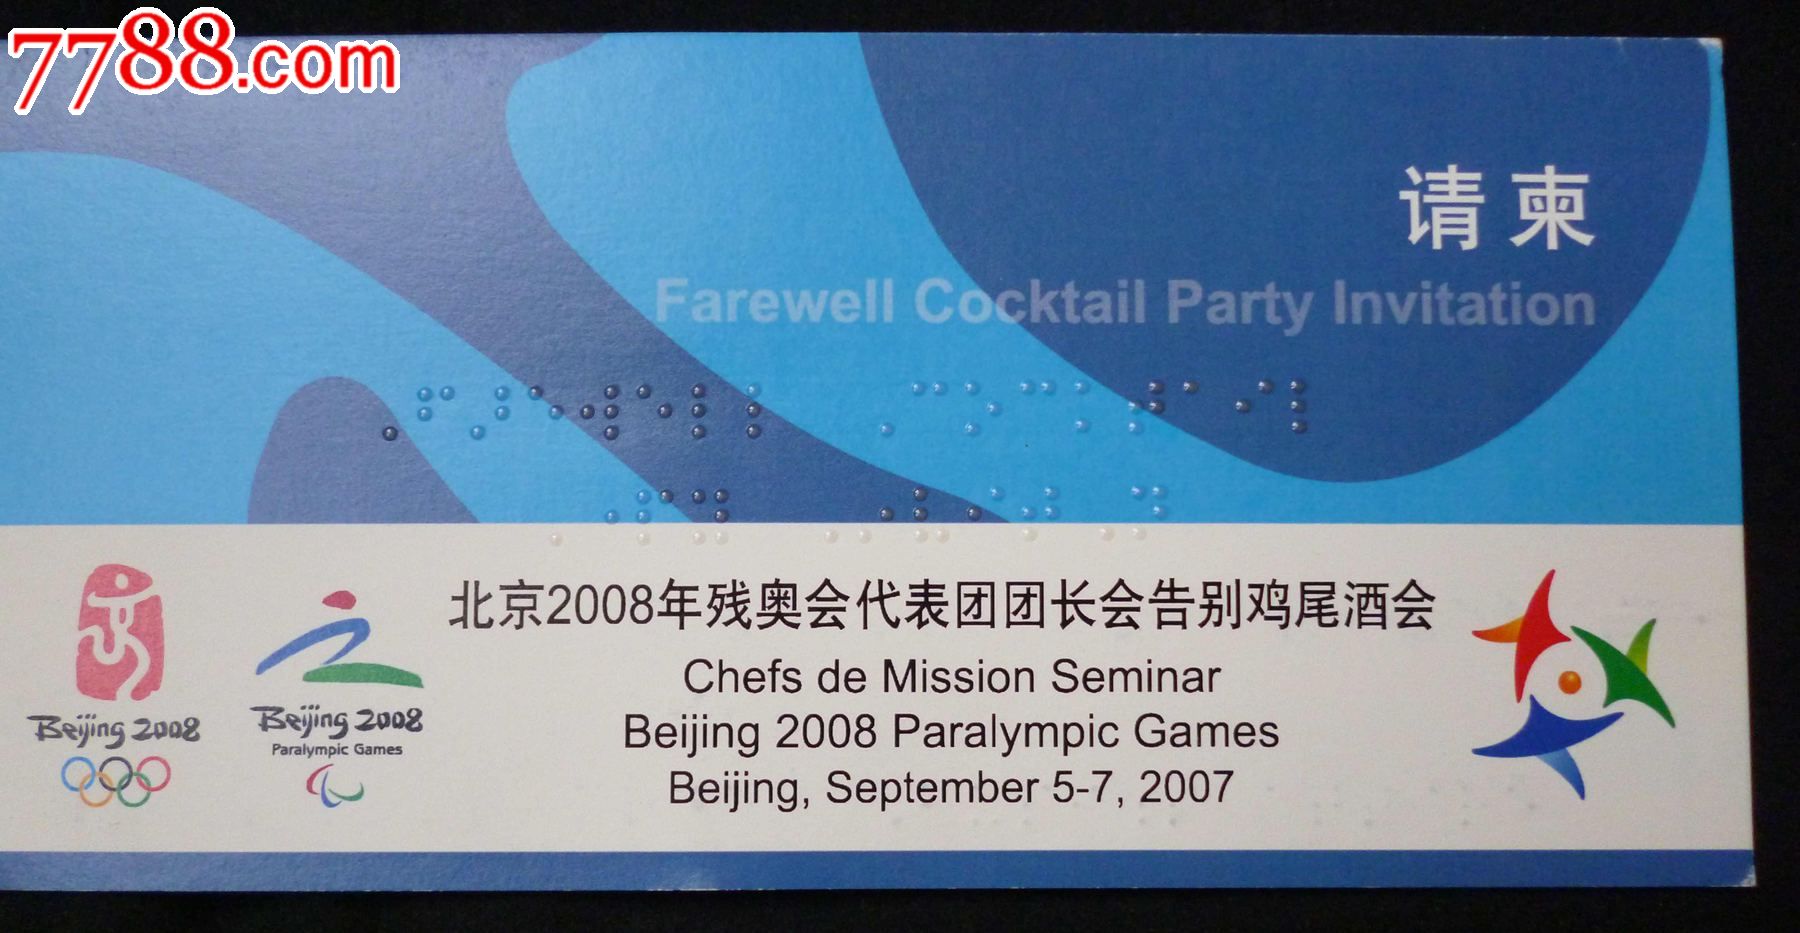 7788.com
请柬
Farewell Cocktail Party Invitation
北京2008年残奥会代表团团长会告别鸡尾酒会
Chefs de Mission Seminar
Beijing 2008 Paralympic Games
Beijing, September 5-7, 2007
Beijing 2008
Beijing 2008
Paralympic Games